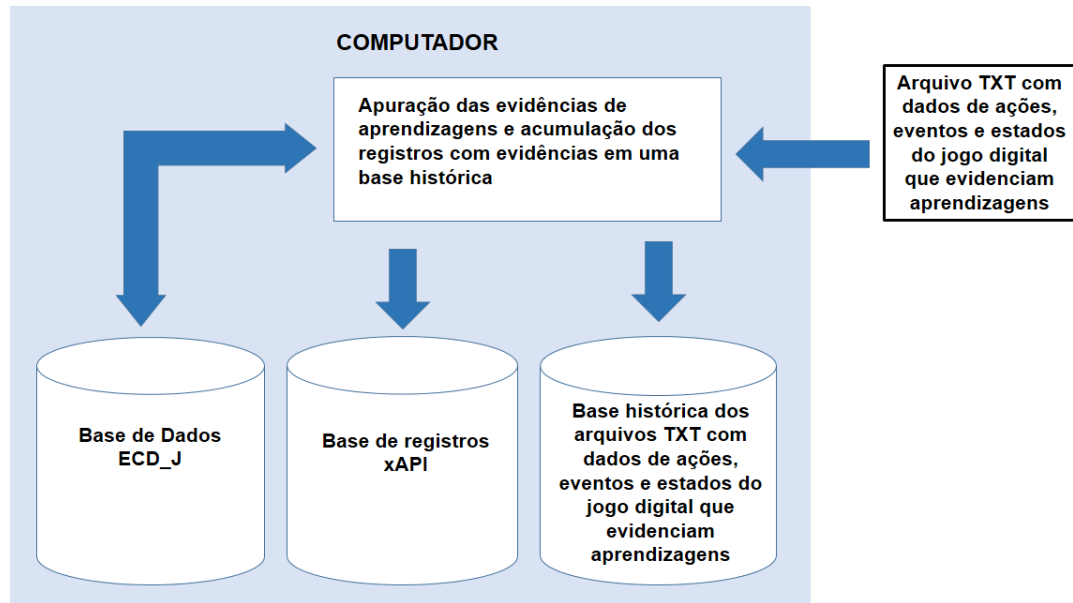 COMPUTADOR
Apuração das evidências de
aprendizagens e acumulação dos
registros com evidências em uma
base histórica
Arquivo TXT com
dados de ações,
eventos e estados
do jogo digital
que evidenciam
aprendizagens
Base de Dados
ECD_J
Base de registros
xAPI
Base histórica dos
arquivos TXT com
dados de ações,
eventos e estados do
jogo digital que
evidenciam
aprendizagens